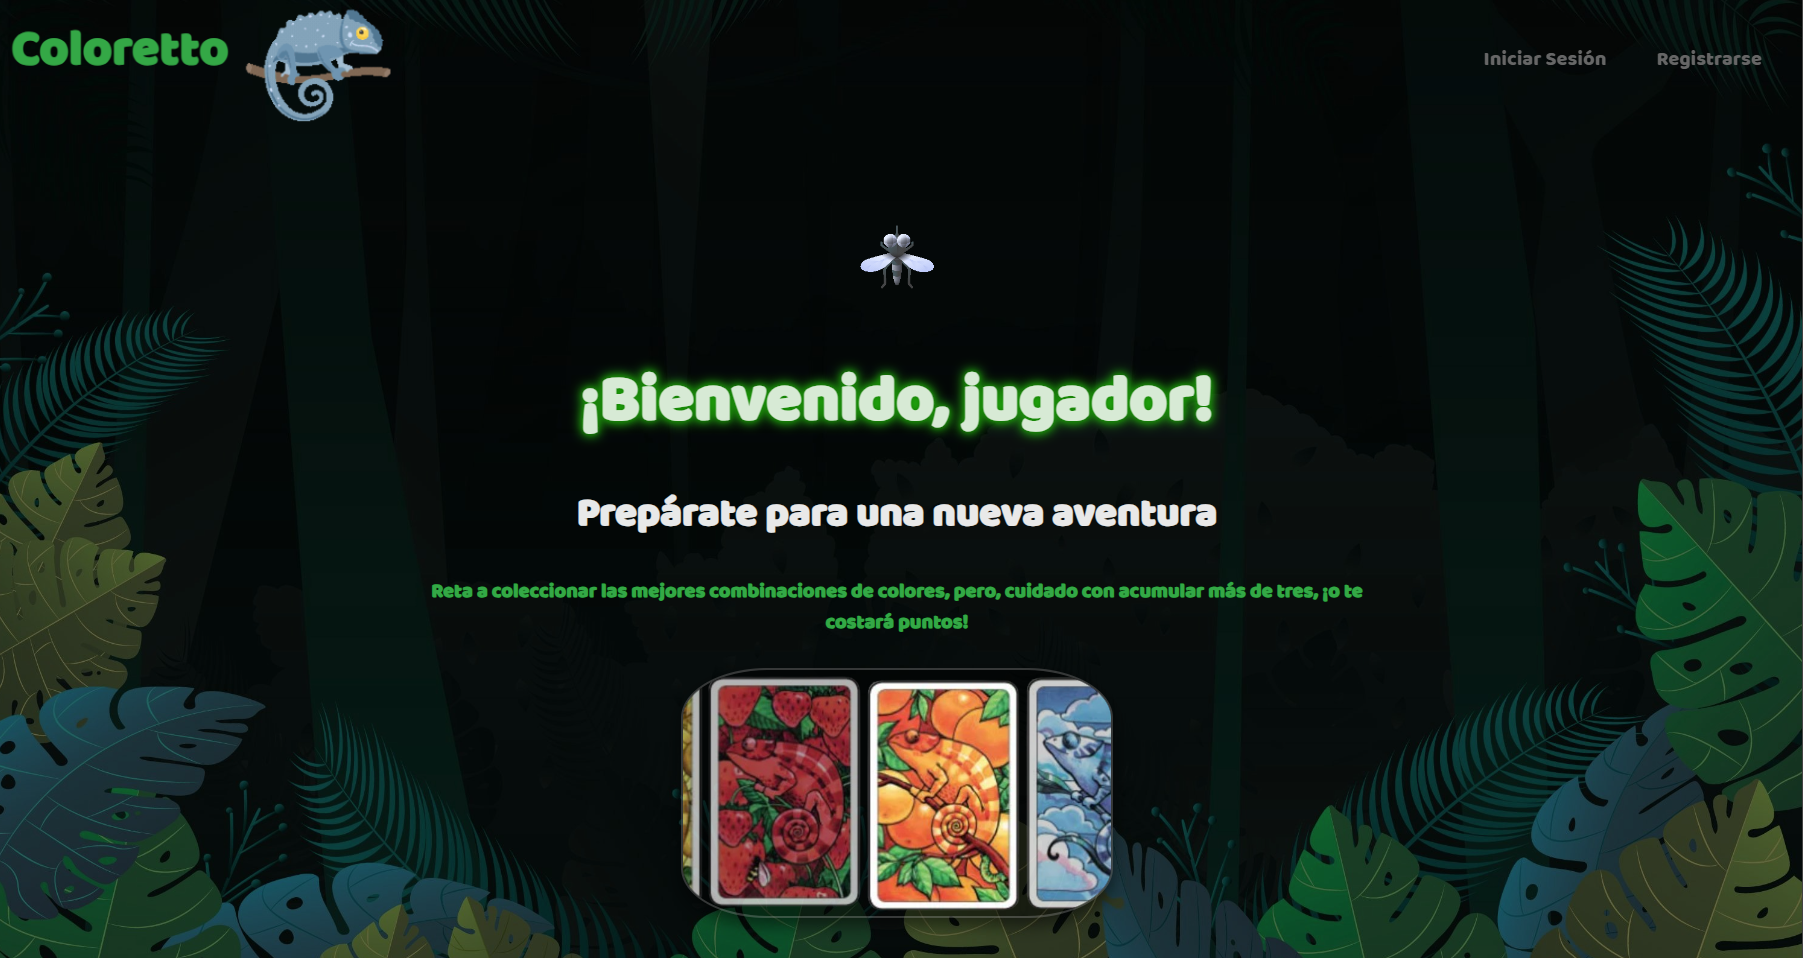 Coloretto
Iniciar Sesión
Registrarse
¡Bienvenido, jugador!
Prepárate para una nueva aventura
Reta a coleccionar las mejores combinaciones de colores, pero, cuidado con acumular más de tres, ¡o te
costará puntos!